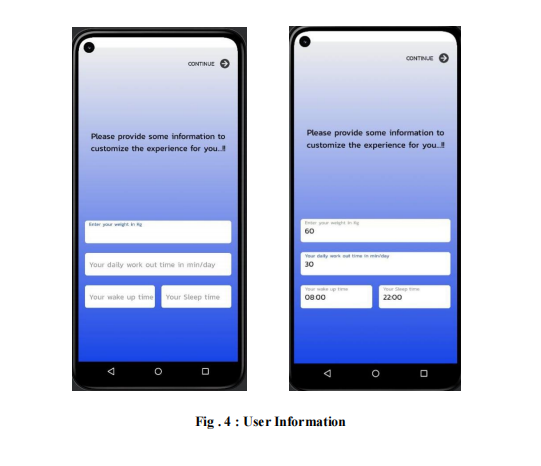 CONTINUE
Please provide some information to
customize the experience for you..!!
Enter your weight in Kg
Your daily work out time in min/day
Your wake up time
Your Sleep time
CONTINUE
Please provide some information to
customize the experience for you..!!
Enter your weight in Kg
60
Your daily work out time in min/day
30
Your wake up time
08:00
Your Sleep time
22:00
Fig . 4 : User Information